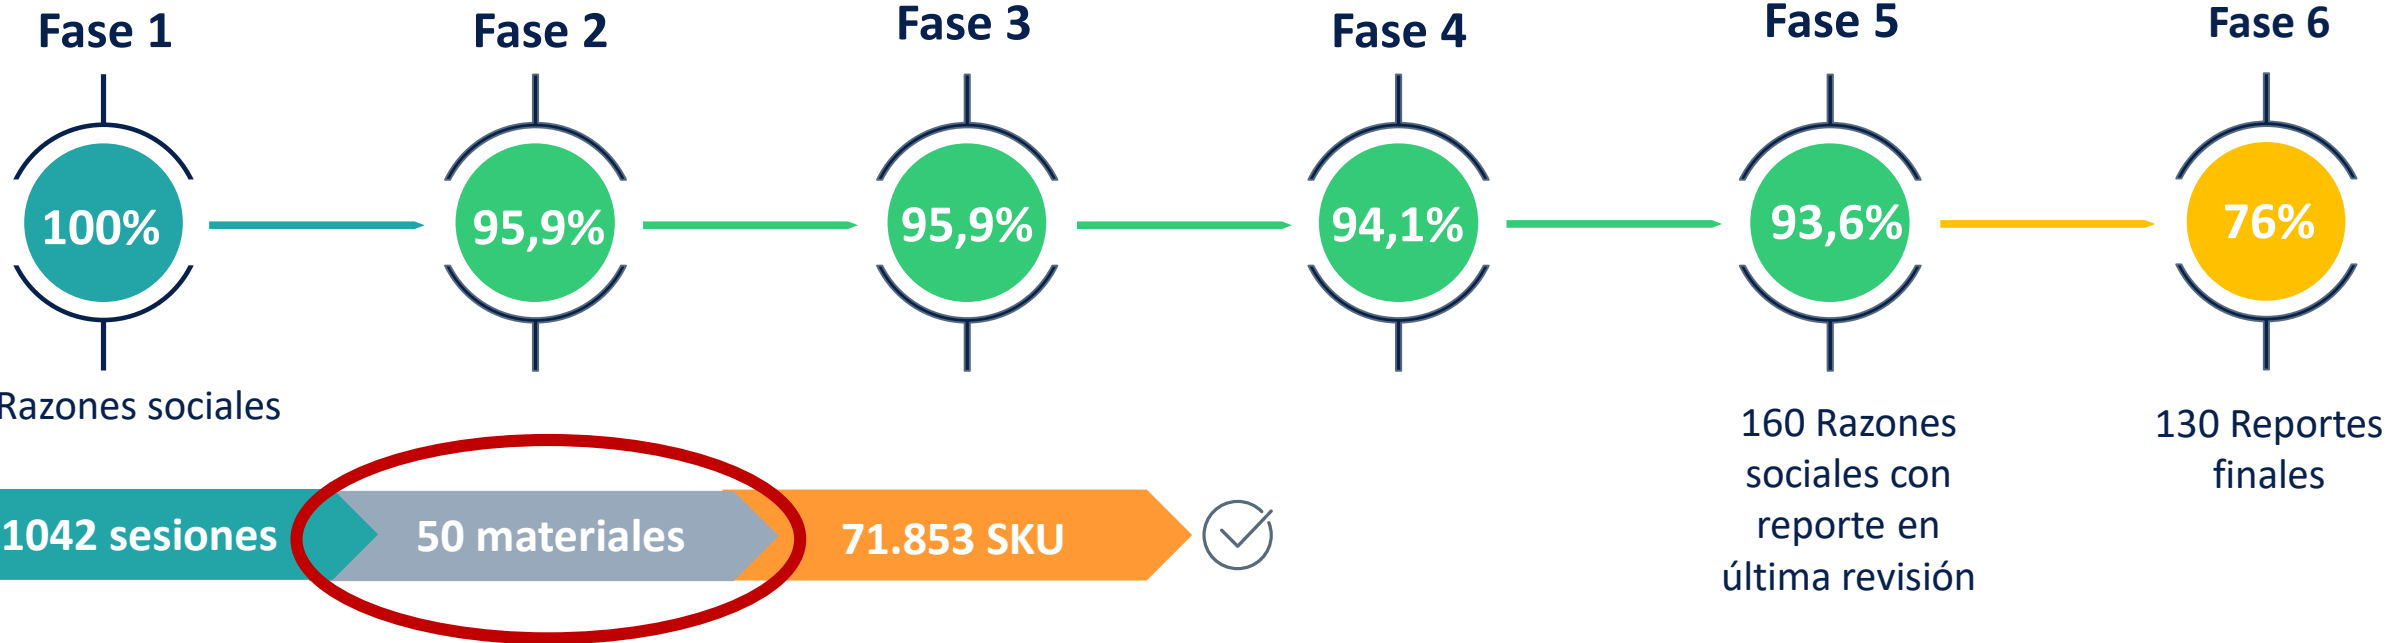 Fase 1
Fase 2
Fase 3
Fase 4
Fase 5
Fase 6
100%
95,9%
95,9%
94,1%
93,6%
76%
Razones sociales
160 Razones
sociales con
reporte en
última revisión
130 Reportes
finales
1042 sesiones
50 materiales
71.853 SKU